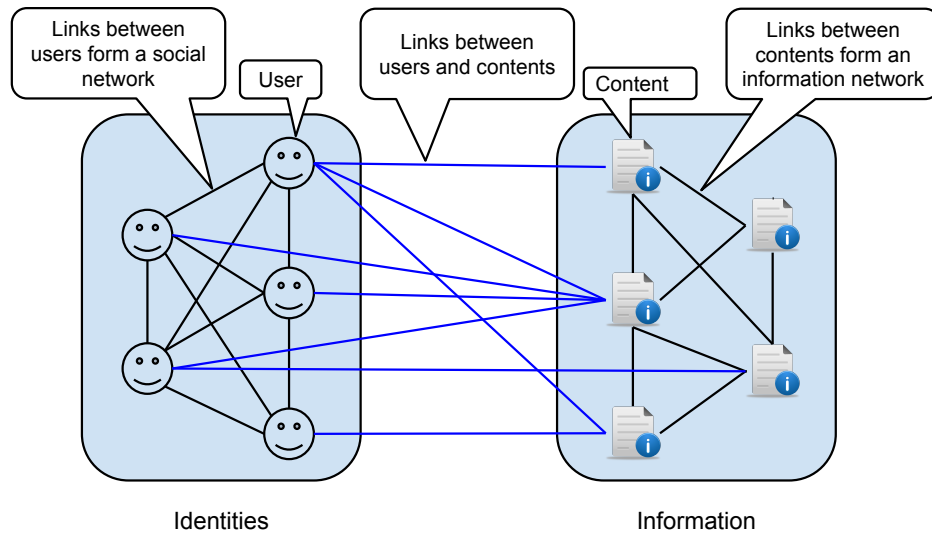 Links between
users form a social
network
User
Links between
users and contents
Content
Links between
contents form an
information network
i
i
i
i
i
Identities
Information